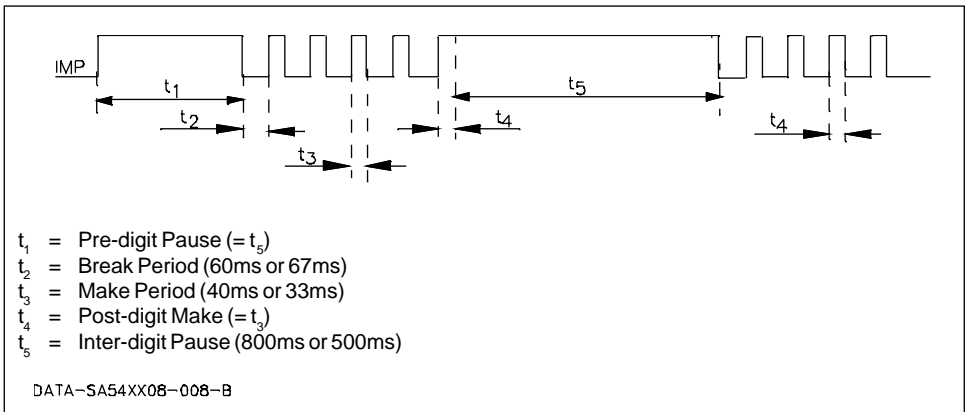 IMP
t1
t5
t2
t4
t4
t3
t1 = Pre-digit Pause (= t5)
t2 = Break Period (60ms or 67ms)
t3 = Make Period (40ms or 33ms)
t4 = Post-digit Make (= t3)
t5 = Inter-digit Pause (800ms or 500ms)
DATA-SA54XX08-008-B